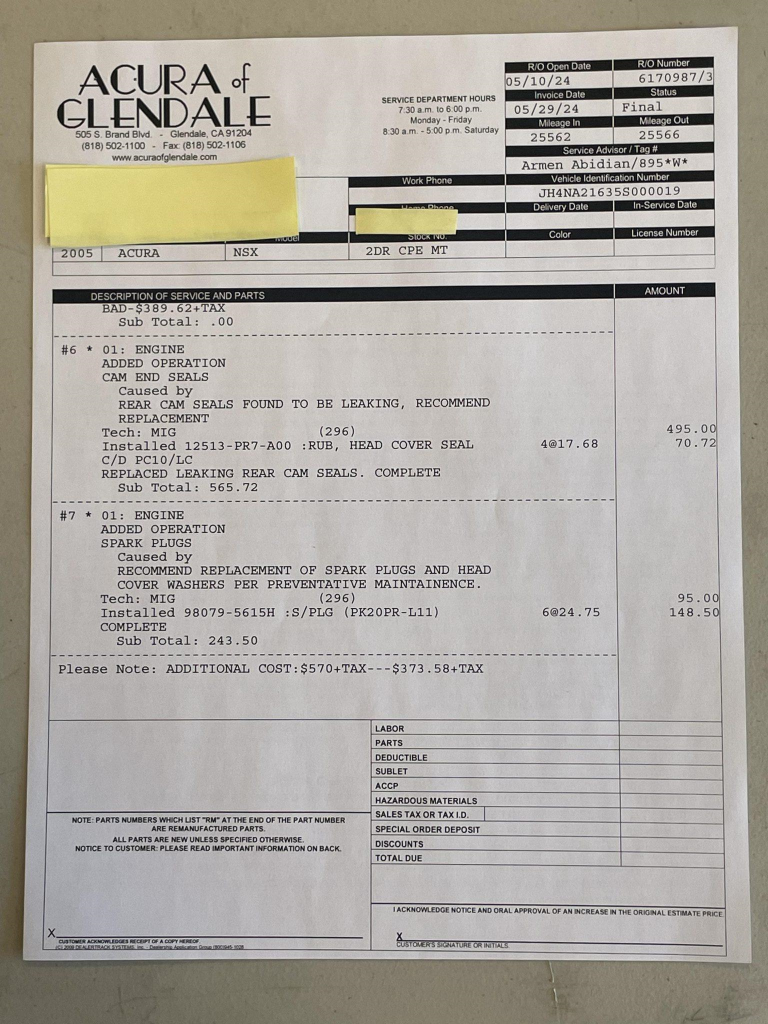 ACURA of
GLENDALE
505 S. Brand Blvd. - Glendale, CA 91204
(818) 502-1100 - Fax: (818) 502-1106
www.acuraofglendale.com
SERVICE DEPARTMENT HOURS
7:30 a.m. to 6:00 p.m.
Monday - Friday
8:30 a.m. - 5:00 p.m. Saturday
R/O Open Date R/O Number
05/10/24 6170987/3
Invoice Date Status
05/29/24 Final
Mileage In Mileage Out
25562 25566
Service Advisor / Tag #
Armen Abidian/895*W*
Work Phone Vehicle Identification Number
JH4NA21635S000019
Home Phone Delivery Date In-Service Date
Model Stock No. Color License Number
2005 ACURA NSX 2DR CPE MT
DESCRIPTION OF SERVICE AND PARTS AMOUNT
BAD-$389.62+TAX
Sub Total: .00
#6 * 01: ENGINE
ADDED OPERATION
CAM END SEALS
Caused by
REAR CAM SEALS FOUND TO BE LEAKING, RECOMMEND
REPLACEMENT
Tech: MIG (296) 495.00
Installed 12513-PR7-A00 :RUB, HEAD COVER SEAL 4@17.68 70.72
C/D PC10/LC
REPLACED LEAKING REAR CAM SEALS. COMPLETE
Sub Total: 565.72
#7 * 01: ENGINE
ADDED OPERATION
SPARK PLUGS
Caused by
RECOMMEND REPLACEMENT OF SPARK PLUGS AND HEAD
COVER WASHERS PER PREVENTATIVE MAINTAINENCE.
Tech: MIG (296) 95.00
Installed 98079-5615H :S/PLG (PK20PR-L11) 6@24.75 148.50
COMPLETE
Sub Total: 243.50
Please Note: ADDITIONAL COST:$570+TAX---$373.58+TAX
LABOR
PARTS
DEDUCTIBLE
SUBLET
ACCP
HAZARDOUS MATERIALS
SALES TAX OR TAX I.D.
SPECIAL ORDER DEPOSIT
DISCOUNTS
TOTAL DUE
NOTE: PARTS NUMBERS WHICH LIST "RM" AT THE END OF THE PART NUMBER
ARE REMANUFACTURED PARTS.
ALL PARTS ARE NEW UNLESS SPECIFIED OTHERWISE.
NOTICE TO CUSTOMER: PLEASE READ IMPORTANT INFORMATION ON BACK.
I ACKNOWLEDGE NOTICE AND ORAL APPROVAL OF AN INCREASE IN THE ORIGINAL ESTIMATE PRICE
X
CUSTOMER ACKNOWLEDGES RECEIPT OF A COPY HEREOF
(C) 2009 DEALERTRACK SYSTEMS, Inc. - Dealership Application Group (800)945-1028
X
CUSTOMER'S SIGNATURE OR INITIALS